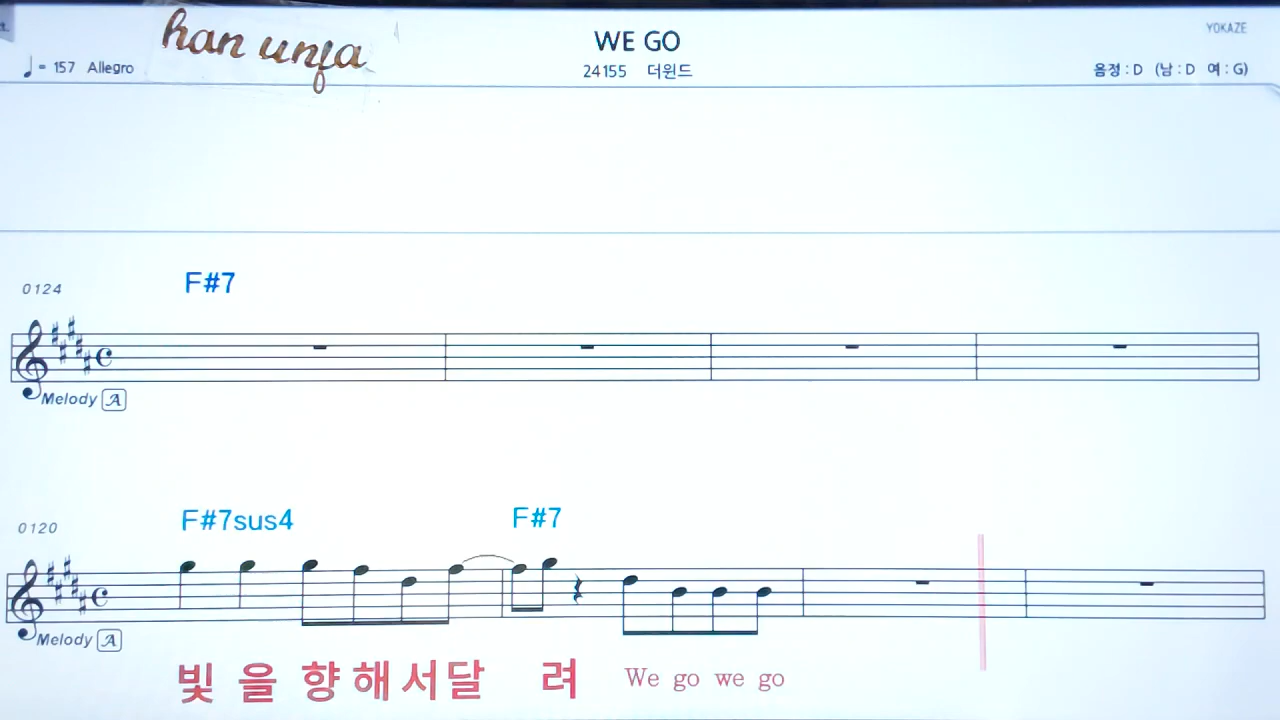 han unfa
WE GO
YOKAZE
♩ = 157 Allegro
24155 더윈드
음정 : D (남 : D 여 : G)
F#7
0124
Melody A
F#7sus4 F#7
0120
Melody A
빛 을 향 해 서 달 려 We go we go